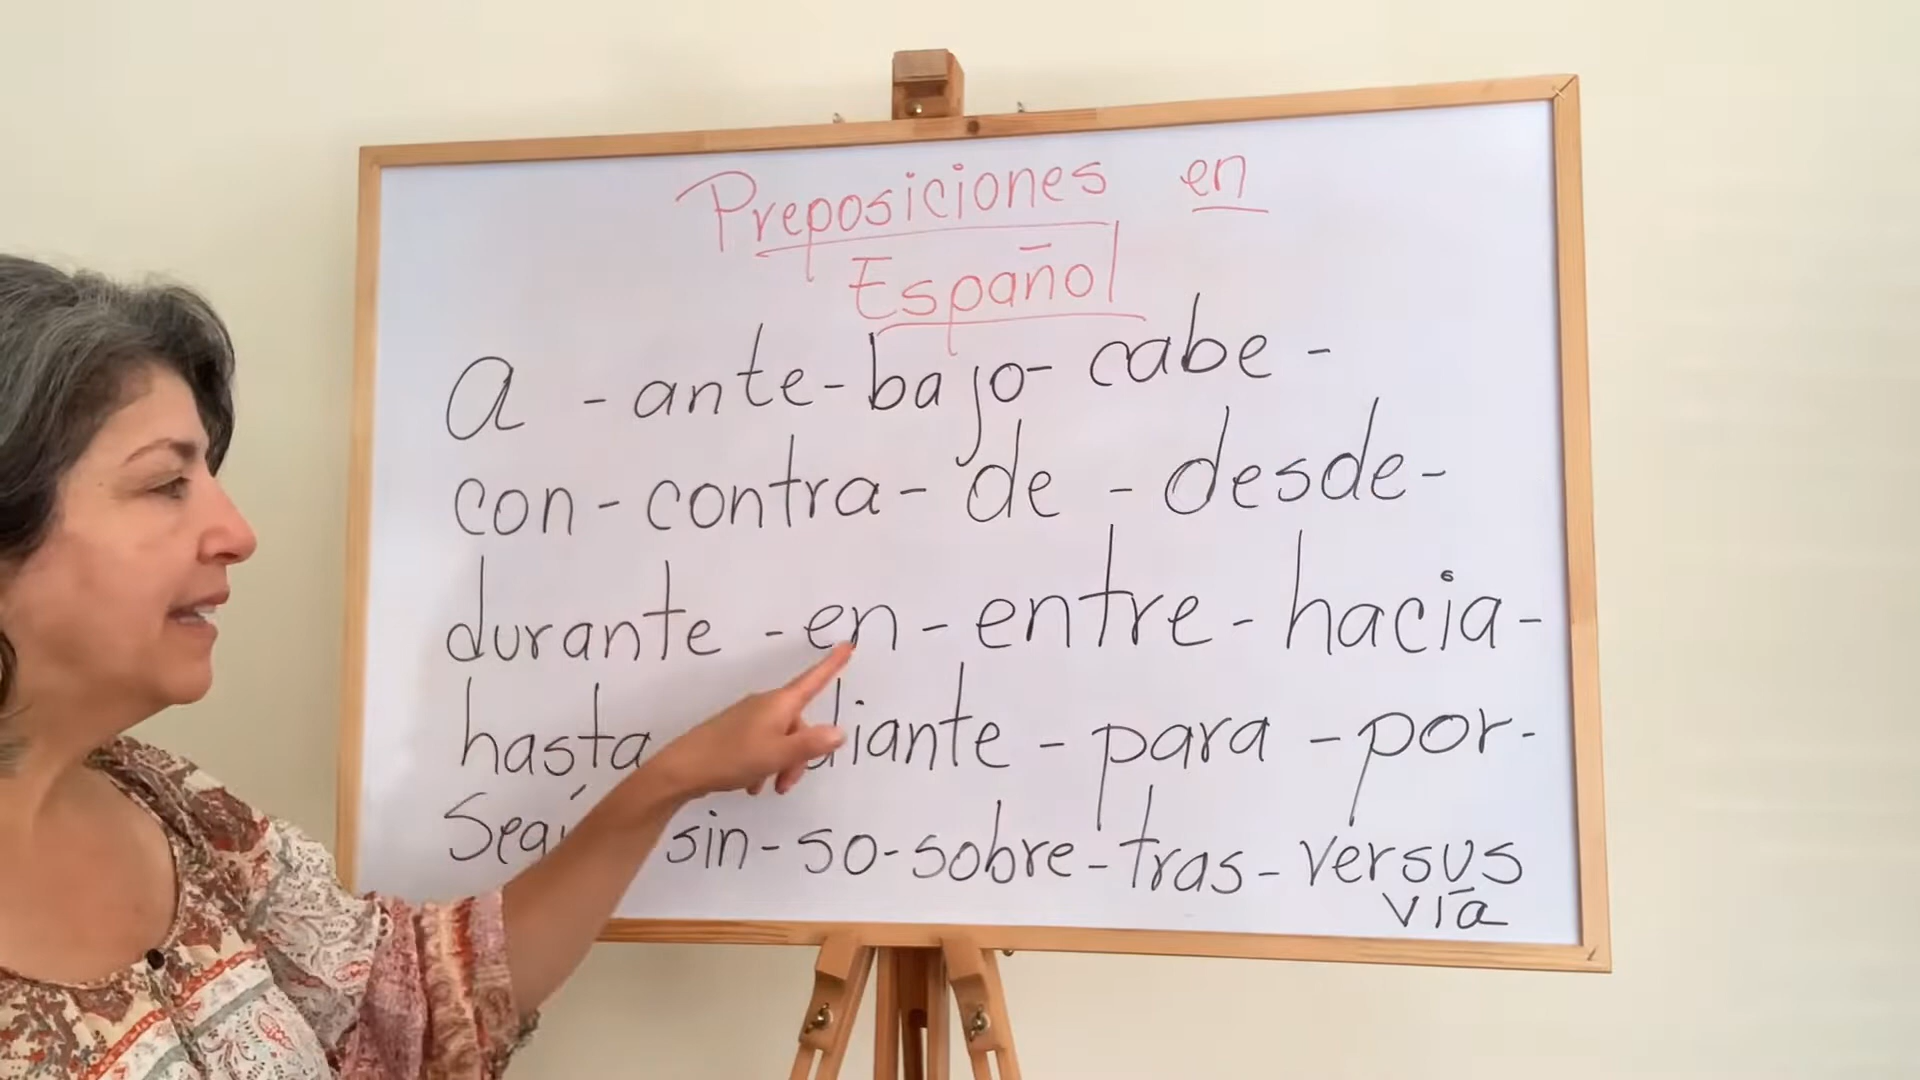 Preposiciones en
Español
a - ante - bajo - cabe -
con - contra - de - desde -
durante - en - entre - hacia -
hasta - para - por -
sin - so - sobre - tras - versus
vía